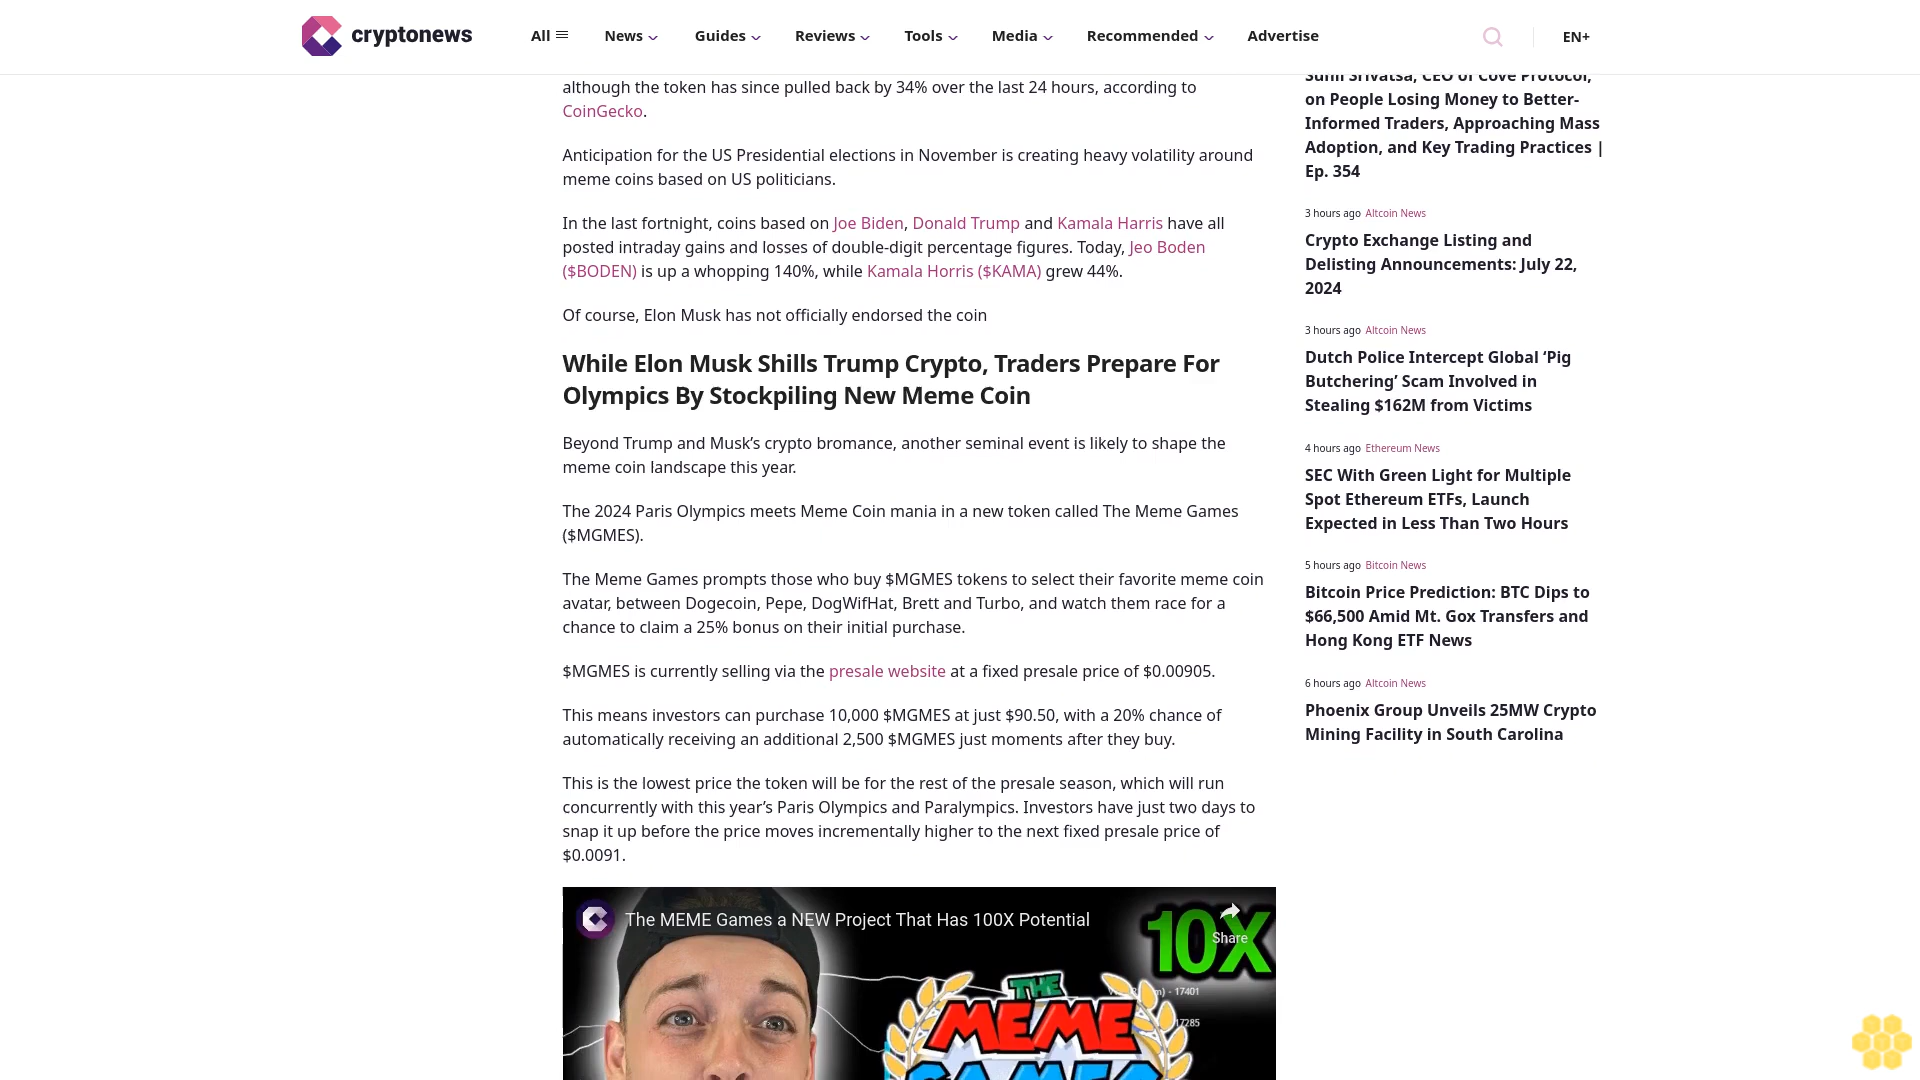 cryptonews
All
News
Guides
Reviews
Tools
Media
Recommended
Advertise
EN+
although the token has since pulled back by 34% over the last 24 hours, according to
CoinGecko.
Anticipation for the US Presidential elections in November is creating heavy volatility around
meme coins based on US politicians.
In the last fortnight, coins based on Joe Biden, Donald Trump and Kamala Harris have all
posted intraday gains and losses of double-digit percentage figures. Today, Jeo Boden
($BODEN) is up a whopping 140%, while Kamala Horris ($KAMA) grew 44%.
Of course, Elon Musk has not officially endorsed the coin
While Elon Musk Shills Trump Crypto, Traders Prepare For
Olympics By Stockpiling New Meme Coin
Beyond Trump and Musk’s crypto bromance, another seminal event is likely to shape the
meme coin landscape this year.
The 2024 Paris Olympics meets Meme Coin mania in a new token called The Meme Games
($MGMES).
The Meme Games prompts those who buy $MGMES tokens to select their favorite meme coin
avatar, between Dogecoin, Pepe, DogWifHat, Brett and Turbo, and watch them race for a
chance to claim a 25% bonus on their initial purchase.
$MGMES is currently selling via the presale website at a fixed presale price of $0.00905.
This means investors can purchase 10,000 $MGMES at just $90.50, with a 20% chance of
automatically receiving an additional 2,500 $MGMES just moments after they buy.
This is the lowest price the token will be for the rest of the presale season, which will run
concurrently with this year’s Paris Olympics and Paralympics. Investors have just two days to
snap it up before the price moves incrementally higher to the next fixed presale price of
$0.0091.
The MEME Games a NEW Project That Has 100X Potential
Share
10X
17401
17285
THE
MEME
GAMES
Sunil Srivatsa, CEO of Cove Protocol,
on People Losing Money to Better-
Informed Traders, Approaching Mass
Adoption, and Key Trading Practices |
Ep. 354
3 hours ago Altcoin News
Crypto Exchange Listing and
Delisting Announcements: July 22,
2024
3 hours ago Altcoin News
Dutch Police Intercept Global ‘Pig
Butchering’ Scam Involved in
Stealing $162M from Victims
4 hours ago Ethereum News
SEC With Green Light for Multiple
Spot Ethereum ETFs, Launch
Expected in Less Than Two Hours
5 hours ago Bitcoin News
Bitcoin Price Prediction: BTC Dips to
$66,500 Amid Mt. Gox Transfers and
Hong Kong ETF News
6 hours ago Altcoin News
Phoenix Group Unveils 25MW Crypto
Mining Facility in South Carolina